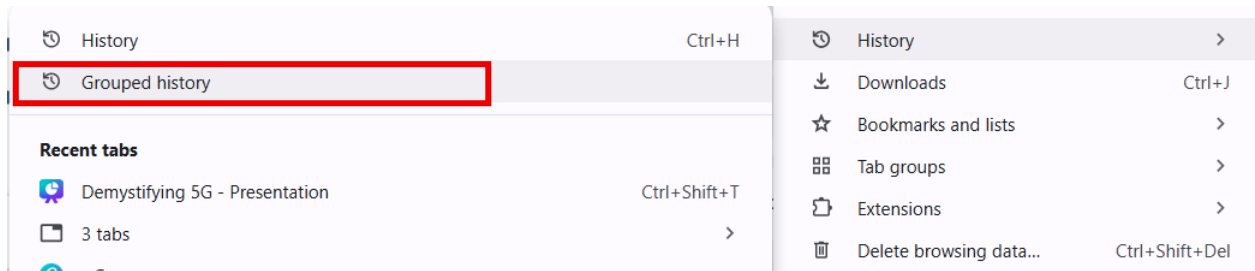 History Ctrl+H
Grouped history
Recent tabs
Demystifying 5G - Presentation Ctrl+Shift+T
3 tabs
History
Downloads Ctrl+J
Bookmarks and lists
Tab groups
Extensions
Delete browsing data... Ctrl+Shift+Del